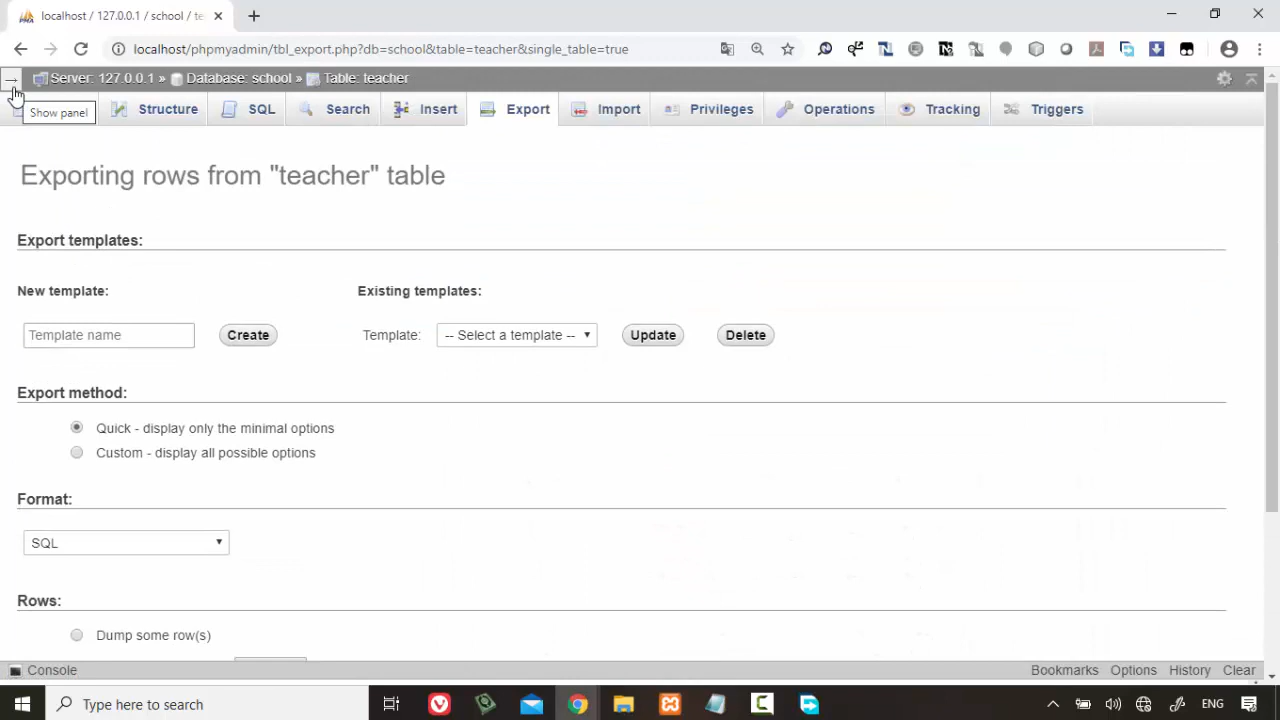 localhost / 127.0.0.1 / school / te
localhost/phpmyadmin/tbl_export.php?db=school&table=teacher&single_table=true
Server: 127.0.0.1 » Database: school » Table: teacher
Show panel
Structure SQL Search Insert Export Import Privileges Operations Tracking Triggers
Exporting rows from "teacher" table
Export templates:
New template: Existing templates:
Template name Create Template: -- Select a template -- Update Delete
Export method:
Quick - display only the minimal options
Custom - display all possible options
Format:
SQL
Rows:
Dump some row(s)
Console Bookmarks Options History Clear
Type here to search ENG